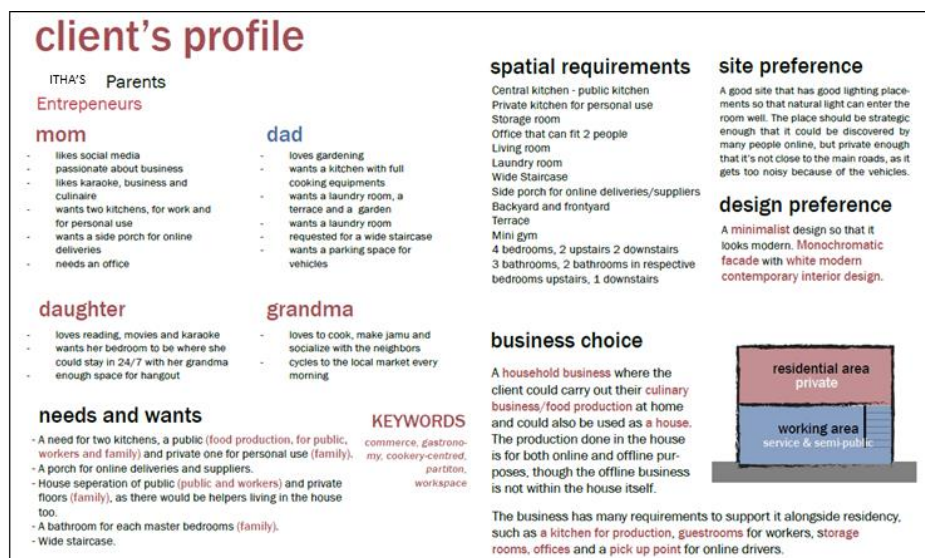 client's profile
ITHA'S Parents
Entrepeneurs
mom
- likes social media
- passionate about business
- likes karaoke, business and
culinaire
- wants two kitchens, for work and
for personal use
- wants a side porch for online
deliveries
- needs an office
dad
- loves gardening
- wants a kitchen with full
cooking equipments
- wants a laundry room, a
terrace and a garden
- wants a laundry room
- requested for a wide staircase
- wants a parking space for
vehicles
daughter
- loves reading, movies and karaoke
- wants her bedroom to be where she
could stay in 24/7 with her grandma
- enough space for hangout
grandma
- loves to cook, make jamu and
socialize with the neighbors
- cycles to the local market every
morning
needs and wants
- A need for two kitchens, a public (food production, for public,
workers and family) and private one for personal use (family).
- A porch for online deliveries and suppliers.
- House seperation of public (public and workers) and private
floors (family), as there would be helpers living in the house
too.
- A bathroom for each master bedrooms (family).
- Wide staircase.
KEYWORDS
commerce, gastrono-
my, cookery-centred,
partiton,
workspace
spatial requirements
Central kitchen - public kitchen
Private kitchen for personal use
Storage room
Office that can fit 2 people
Living room
Laundry room
Wide Staircase
Side porch for online deliveries/suppliers
Backyard and frontyard
Terrace
Mini gym
4 bedrooms, 2 upstairs 2 downstairs
3 bathrooms, 2 bathrooms in respective
bedrooms upstairs, 1 downstairs
site preference
A good site that has good lighting place-
ments so that natural light can enter the
room well. The place should be strategic
enough that it could be discovered by
many people online, but private enough
that it's not close to the main roads, as it
gets too noisy because of the vehicles.
design preference
A minimalist design so that it
looks modern. Monochromatic
facade with white modern
contemporary interior design.
business choice
A household business where the
client could carry out their culinary
business/food production at home
and could also be used as a house.
The production done in the house
is for both online and offline pur-
poses, though the offline business
is not within the house itself.
The business has many requirements to support it alongside residency,
such as a kitchen for production, guestrooms for workers, storage
rooms, offices and a pick up point for online drivers.
residential area
private
working area
service & semi-public